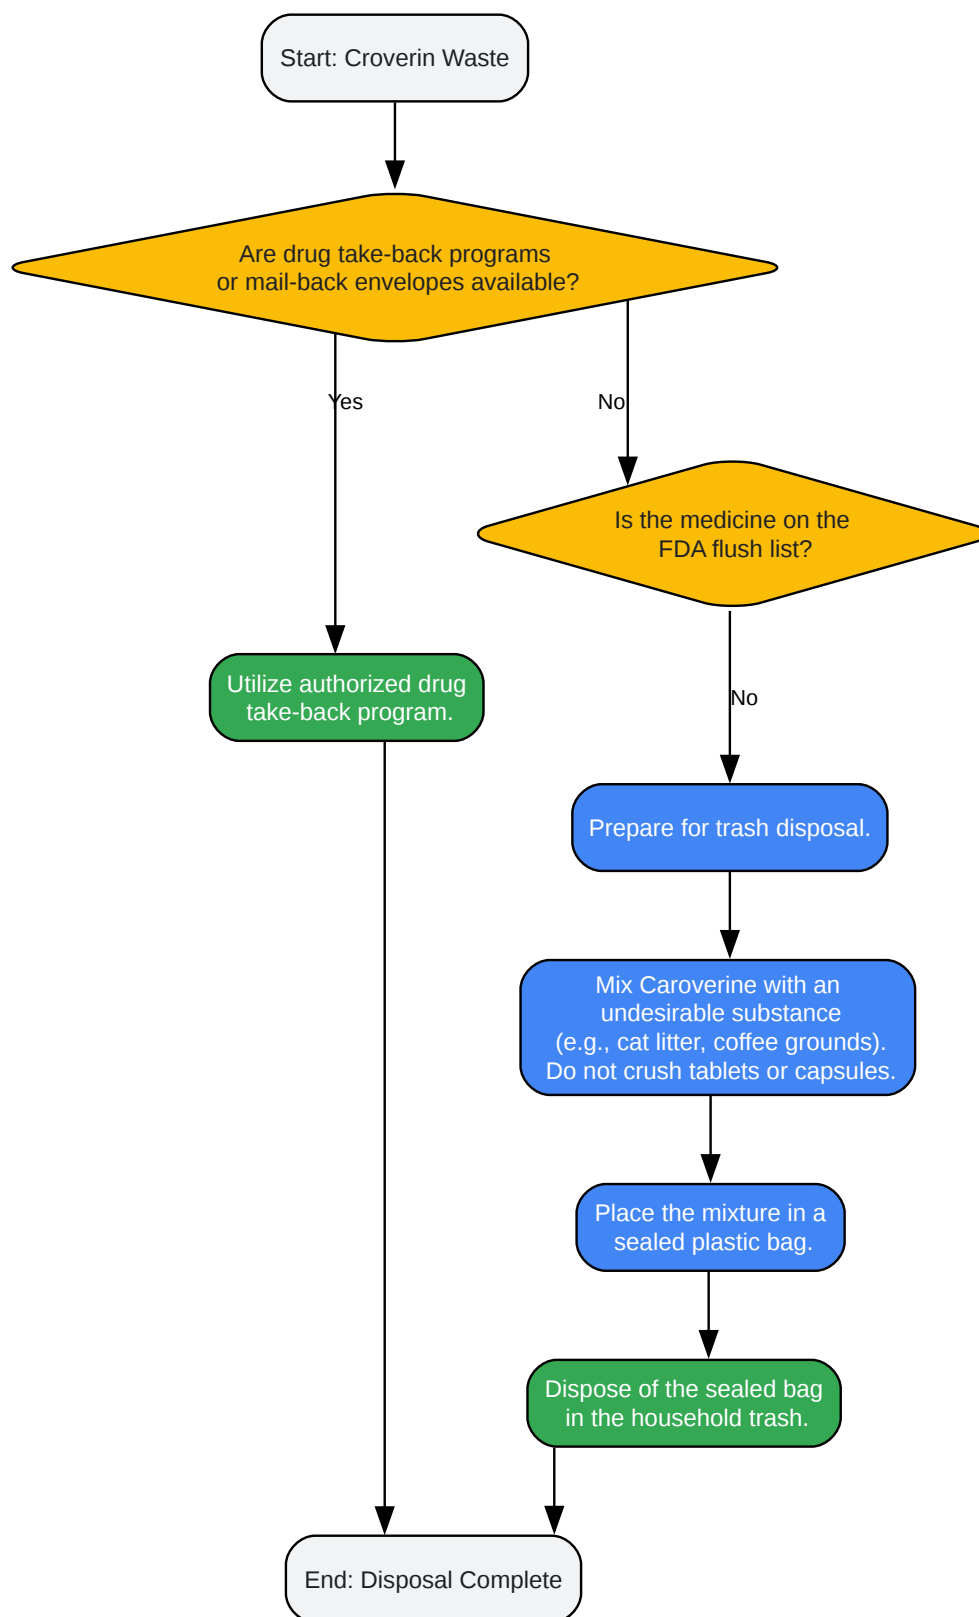 Start: Croverin Waste
Are drug take-back programs
or mail-back envelopes available?
Yes
No
Is the medicine on the
FDA flush list?
Utilize authorized drug
take-back program.
No
Prepare for trash disposal.
Mix Caroverine with an
undesirable substance
(e.g., cat litter, coffee grounds).
Do not crush tablets or capsules.
Place the mixture in a
sealed plastic bag.
Dispose of the sealed bag
in the household trash.
End: Disposal Complete